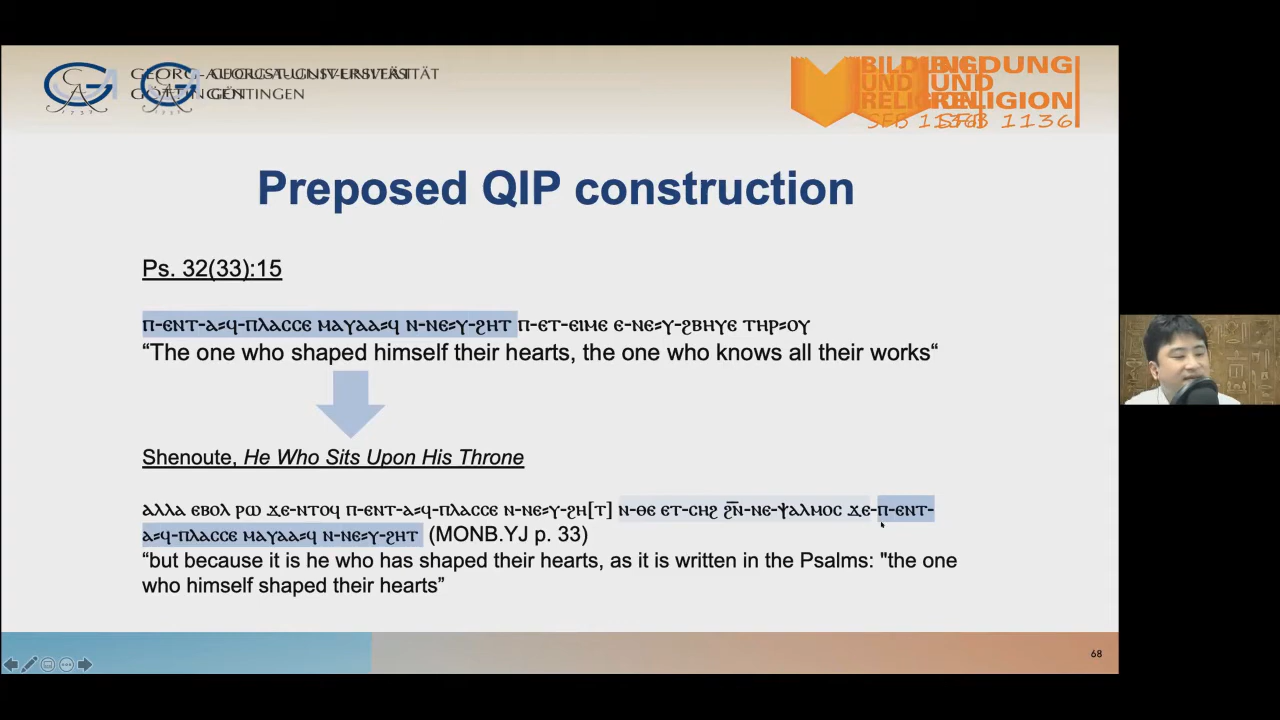 GEORG-AUGUST-UNIVERSITÄT
GÖTTINGEN
BILDUNG
UND
RELIGION
SFB 1136
Preposed QIP construction
Ps. 32(33):15
ⲡ-ⲉⲛⲧ-ⲁ⸗ϥ-ⲡⲗⲁⲥⲥⲉ ⲙⲁⲩⲁⲁ⸗ϥ ⲛ-ⲛⲉ⸗ⲩ-ϩⲏⲧ ⲡ-ⲉⲧ-ⲉⲓⲙⲉ ⲉ-ⲛⲉ⸗ⲩ-ϩⲃⲏⲩⲉ ⲧⲏⲣ⸗ⲟⲩ
“The one who shaped himself their hearts, the one who knows all their works“
Shenoute, He Who Sits Upon His Throne
ⲁⲗⲗⲁ ⲉⲃⲟⲗ ⲣⲱ ϫⲉ-ⲛⲧⲟϥ ⲡ-ⲉⲛⲧ-ⲁ⸗ϥ-ⲡⲗⲁⲥⲥⲉ ⲛ-ⲛⲉ⸗ⲩ-ϩⲏ[ⲧ] ⲛ-ⲑⲉ ⲉⲧ-ⲥⲏϩ ϩ︤ⲛ︥-ⲛⲉ-ⲯⲁⲗⲙⲟⲥ ϫⲉ-ⲡ-ⲉⲛⲧ-
ⲁ⸗ϥ-ⲡⲗⲁⲥⲥⲉ ⲙⲁⲩⲁⲁ⸗ϥ ⲛ-ⲛⲉ⸗ⲩ-ϩⲏⲧ (MONB.YJ p. 33)
“but because it is he who has shaped their hearts, as it is written in the Psalms: "the one
who himself shaped their hearts”
68